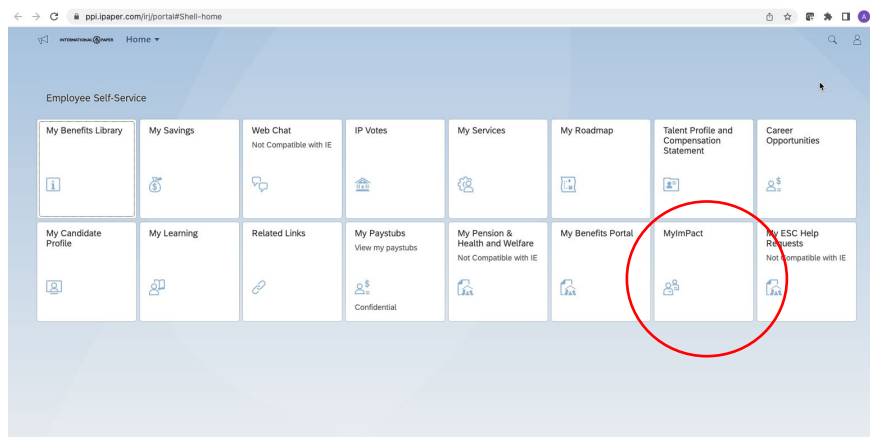 ppi.ipaper.com/irj/portal#Shell-home
A
INTERNATIONAL PAPER Home
Employee Self-Service
My Benefits Library
My Savings
Web Chat
Not Compatible with IE
IP Votes
My Services
My Roadmap
Talent Profile and
Compensation
Statement
Career
Opportunities
My Candidate
Profile
My Learning
Related Links
My Paystubs
View my paystubs
Confidential
My Pension &
Health and Welfare
Not Compatible with IE
My Benefits Portal
MyImPact
My ESC Help
Requests
Not Compatible with IE